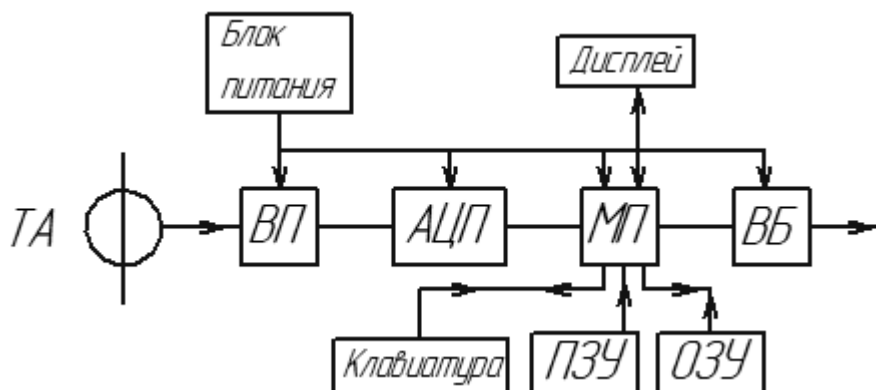 Блок
питания
Дисплей
ТА
ВП
АЦП
МП
ВБ
Клавиатура
ПЗУ
ОЗУ